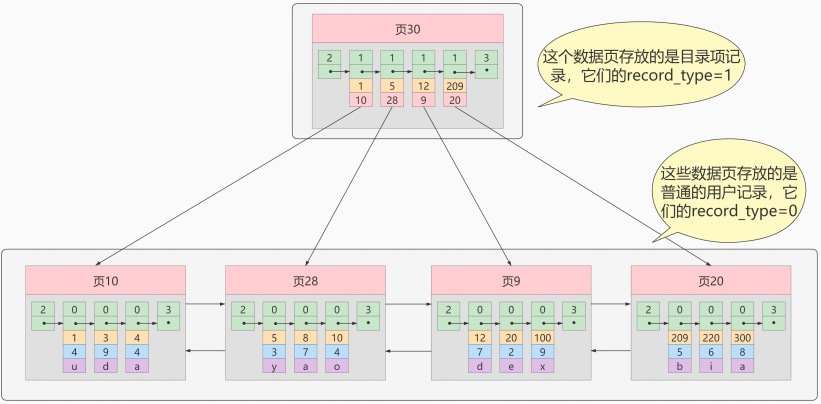 页30
2 1 1 1 1 3
1 5 12 209
10 28 9 20
这个数据页存放的是目录项记
录，它们的record_type=1
这些数据页存放的是
普通的用户记录，它
们的record_type=0
页10
2 0 0 0 3
1 3 4
4 9 4
u d a
页28
2 0 0 0 3
5 8 10
3 7 4
y a o
页9
2 0 0 0 3
12 20 100
7 2 9
d e x
页20
2 0 0 0 3
209 220 300
5 6 8
b i a